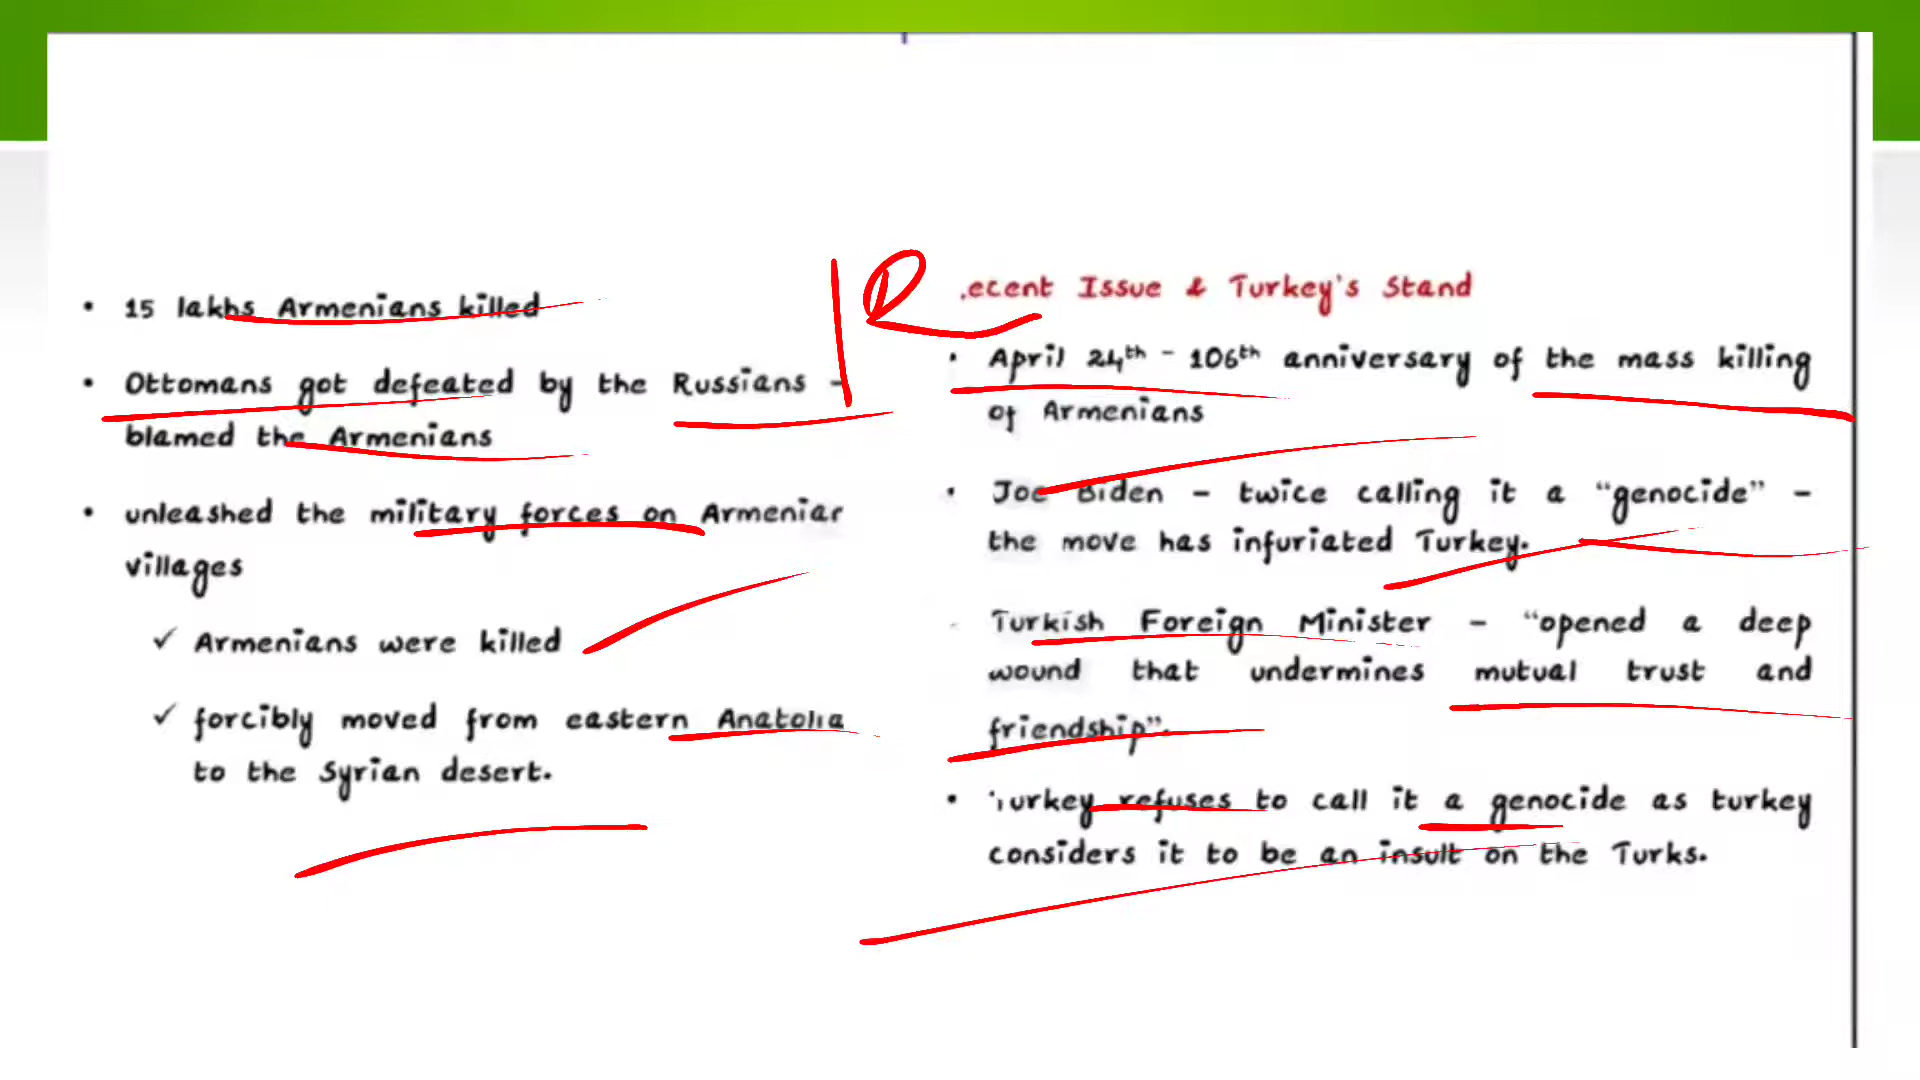 • 15 lakhs Armenians killed
• Ottomans got defeated by the Russians -
blamed the Armenians
• unleashed the military forces on Armenian
villages
✓ Armenians were killed
✓ forcibly moved from eastern Anatolia
to the Syrian desert.
Recent Issue & Turkey's Stand
• April 24th - 106th anniversary of the mass killing
of Armenians
• Joe Biden - twice calling it a "genocide" -
the move has infuriated Turkey.
- Turkish Foreign Minister - "opened a deep
wound that undermines mutual trust and
friendship".
• Turkey refuses to call it a genocide as turkey
considers it to be an insult on the Turks.